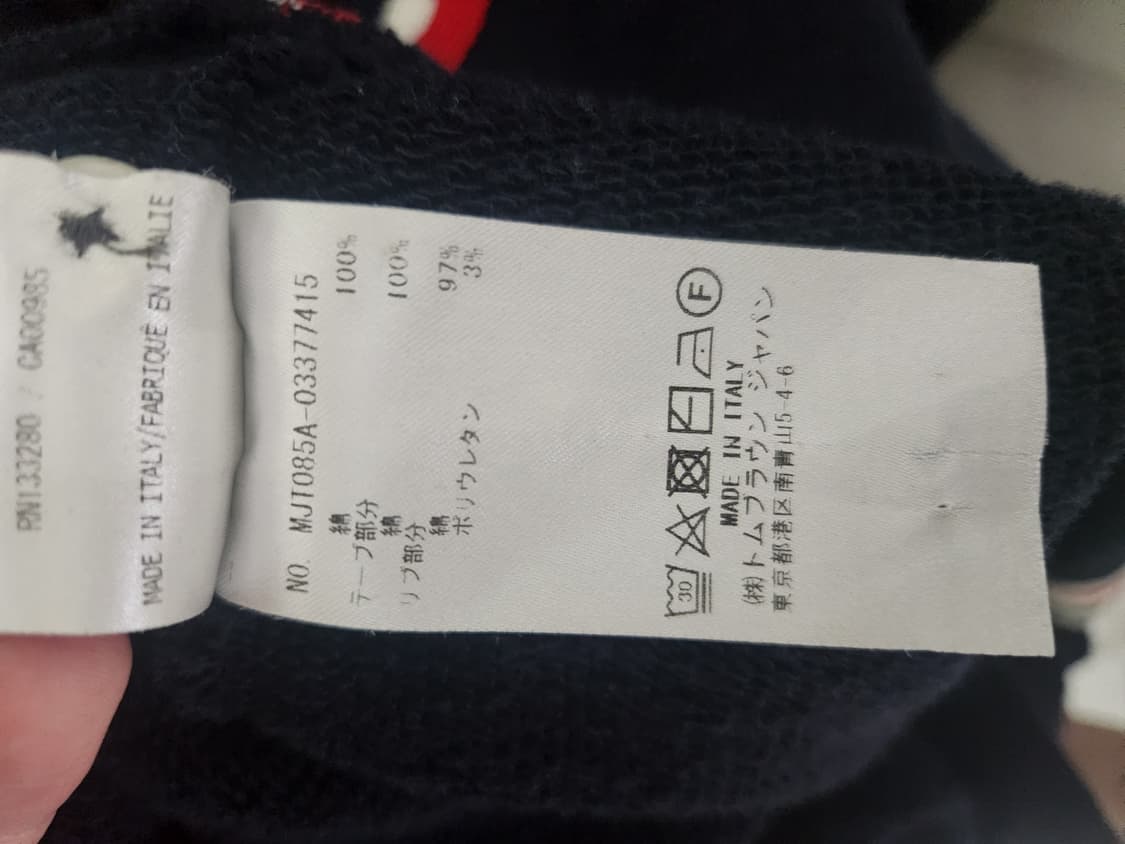 RN133280 / CA00985
MADE IN ITALY/FABRIQUÉ EN ITALIE
NO. MJT085A-03377415
綿 100%
テープ部分
綿 100%
リブ部分
綿 97%
ポリウレタン 3%
30 F
MADE IN ITALY
(株)トムブラウン ジャパン
東京都港区南青山5-4-6